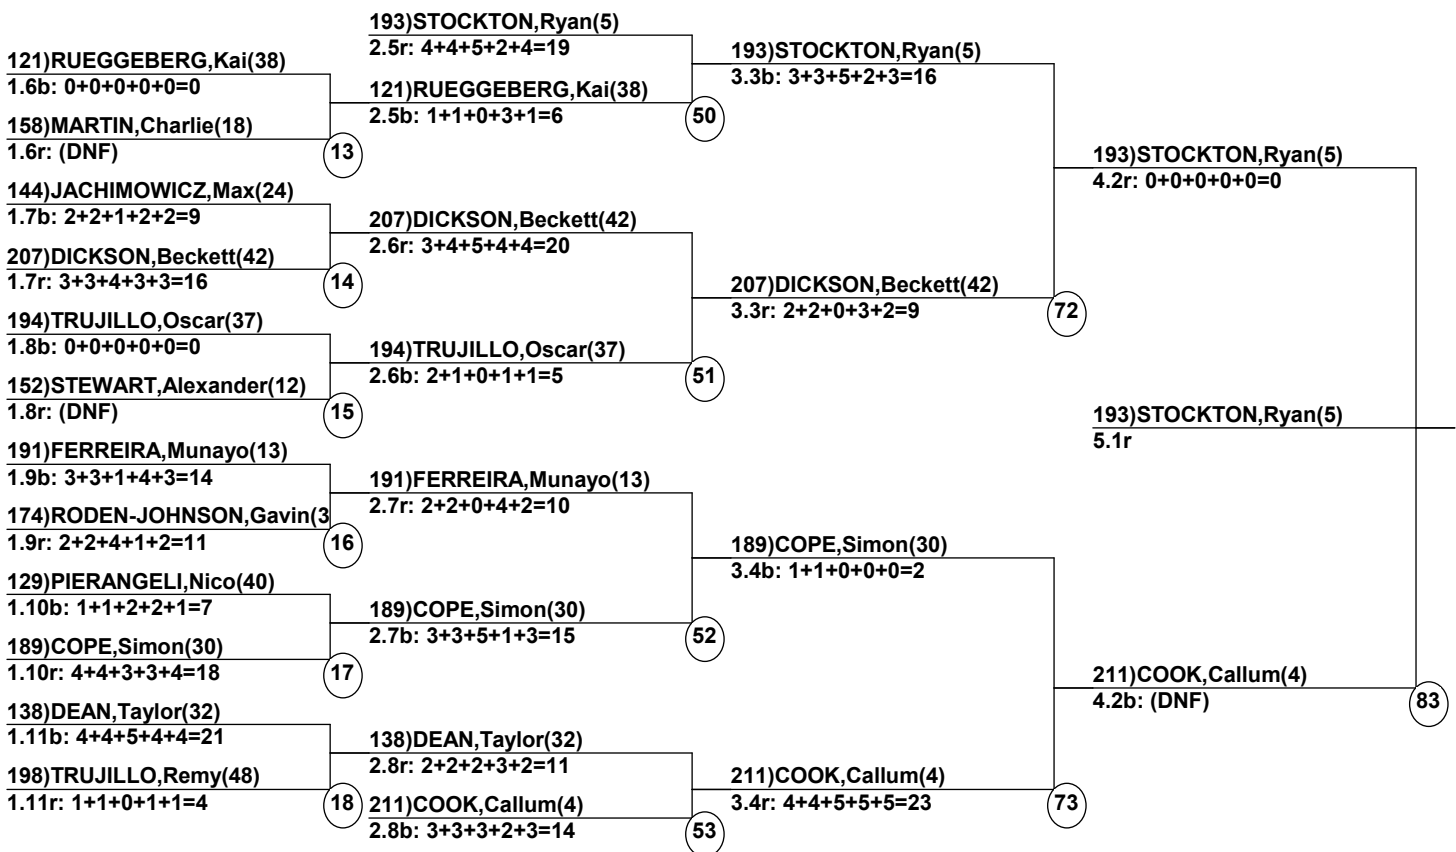 193)STOCKTON,Ryan(5)
2.5r: 4+4+5+2+4=19
121)RUEGGEBERG,Kai(38)
1.6b: 0+0+0+0+0=0
121)RUEGGEBERG,Kai(38)
2.5b: 1+1+0+3+1=6
50
158)MARTIN,Charlie(18)
1.6r: (DNF)
13
193)STOCKTON,Ryan(5)
3.3b: 3+3+5+2+3=16
144)JACHIMOWICZ,Max(24)
1.7b: 2+2+1+2+2=9
207)DICKSON,Beckett(42)
2.6r: 3+4+5+4+4=20
207)DICKSON,Beckett(42)
1.7r: 3+3+4+3+3=16
14
193)STOCKTON,Ryan(5)
4.2r: 0+0+0+0+0=0
207)DICKSON,Beckett(42)
3.3r: 2+2+0+3+2=9
72
194)TRUJILLO,Oscar(37)
1.8b: 0+0+0+0+0=0
194)TRUJILLO,Oscar(37)
2.6b: 2+1+0+1+1=5
51
152)STEWART,Alexander(12)
1.8r: (DNF)
15
193)STOCKTON,Ryan(5)
5.1r
191)FERREIRA,Munayo(13)
1.9b: 3+3+1+4+3=14
191)FERREIRA,Munayo(13)
2.7r: 2+2+0+4+2=10
174)RODEN-JOHNSON,Gavin(3
1.9r: 2+2+4+1+2=11
16
189)COPE,Simon(30)
3.4b: 1+1+0+0+0=2
129)PIERANGELI,Nico(40)
1.10b: 1+1+2+2+1=7
189)COPE,Simon(30)
2.7b: 3+3+5+1+3=15
52
189)COPE,Simon(30)
1.10r: 4+4+3+3+4=18
17
211)COOK,Callum(4)
4.2b: (DNF)
83
138)DEAN,Taylor(32)
1.11b: 4+4+5+4+4=21
138)DEAN,Taylor(32)
2.8r: 2+2+2+3+2=11
198)TRUJILLO,Remy(48)
1.11r: 1+1+0+1+1=4
18
211)COOK,Callum(4)
3.4r: 4+4+5+5+5=23
73
211)COOK,Callum(4)
2.8b: 3+3+3+2+3=14
53